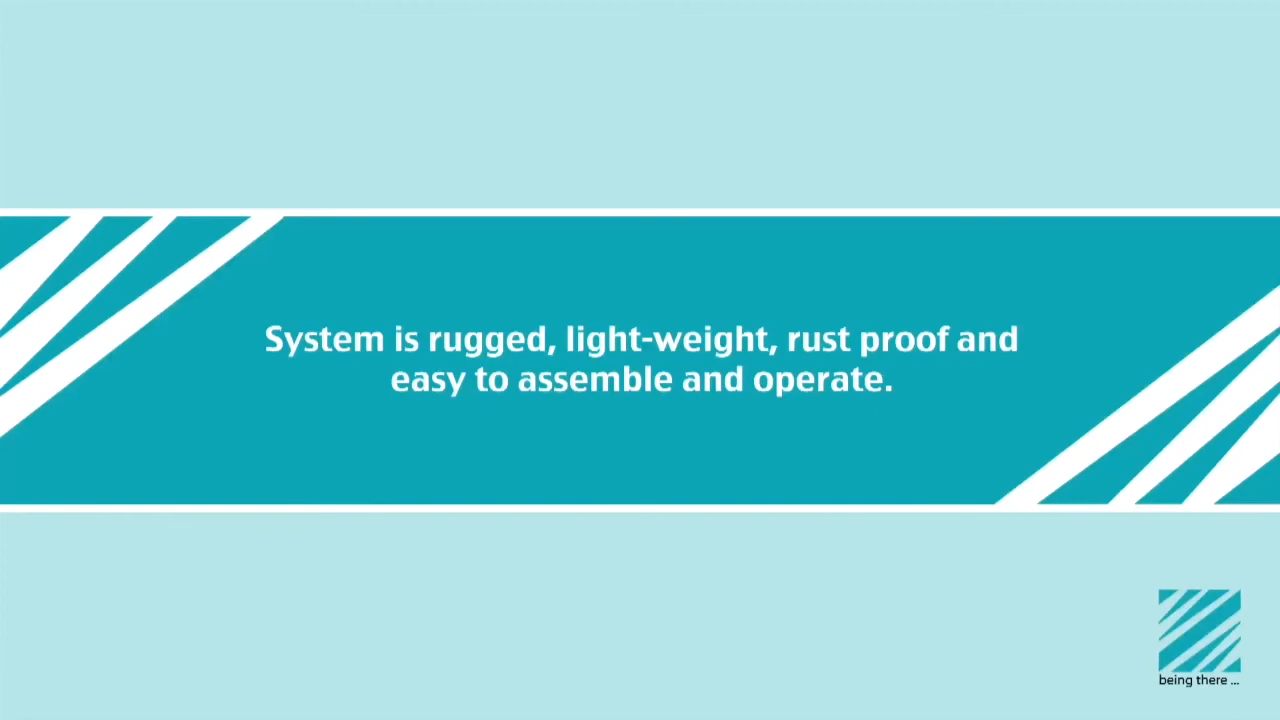 System is rugged, light-weight, rust proof and
easy to assemble and operate.
being there ...